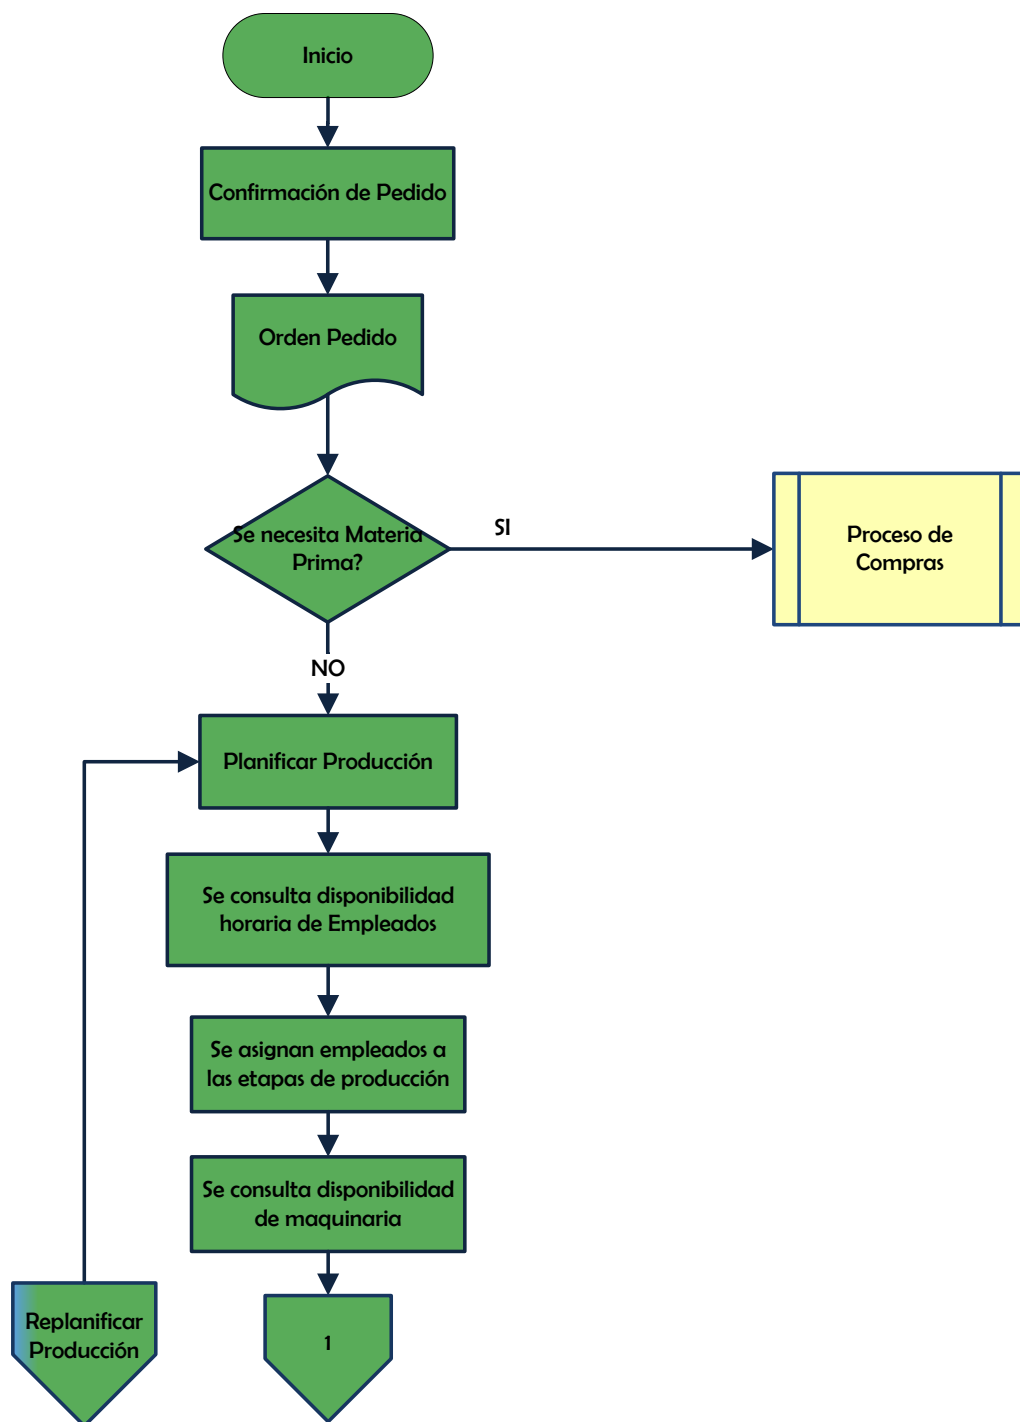 Inicio
Confirmación de Pedido
Orden Pedido
Se necesita Materia
Prima?
SI
Proceso de
Compras
NO
Planificar Producción
Se consulta disponibilidad
horaria de Empleados
Se asignan empleados a
las etapas de producción
Se consulta disponibilidad
de maquinaria
Replanificar
Producción
1